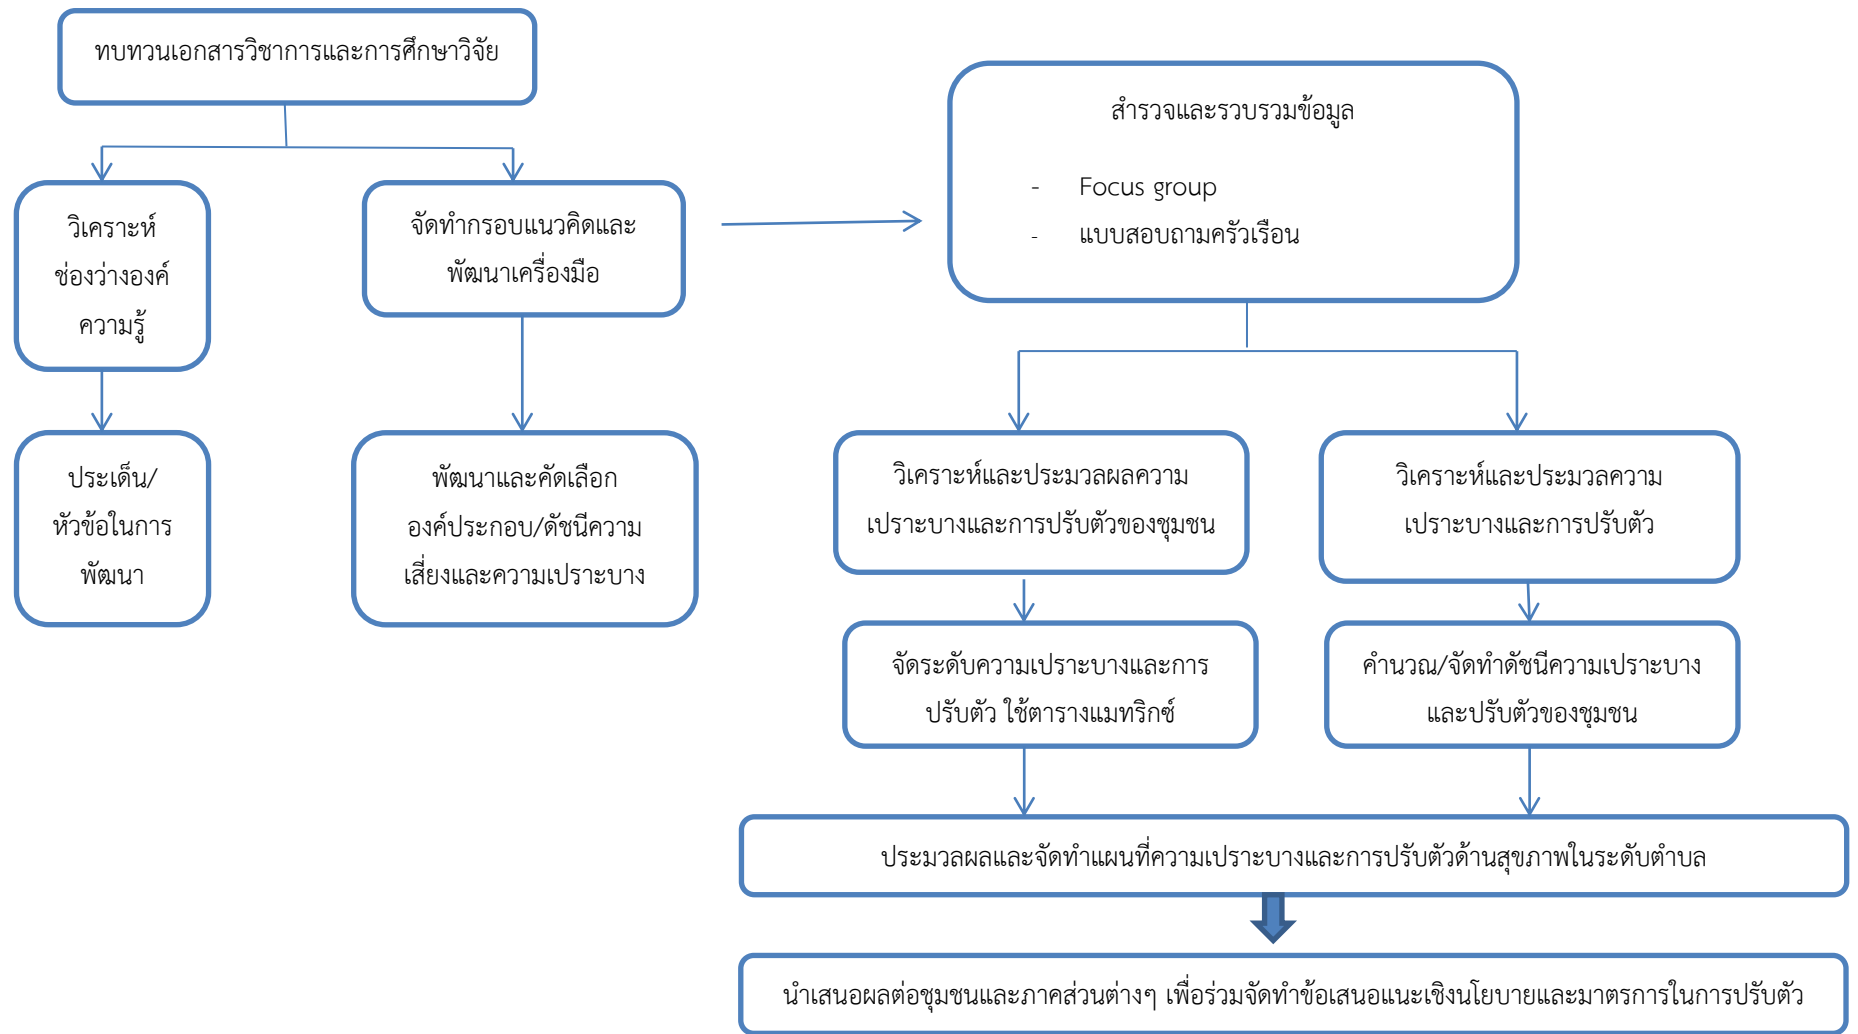 ทบทวนเอกสารวิชาการและการศึกษาวิจัย
วิเคราะห์
ช่องว่างองค์
ความรู้
จัดทำกรอบแนวคิดและ
พัฒนาเครื่องมือ
ประเด็น/
หัวข้อในการ
พัฒนา
พัฒนาและคัดเลือก
องค์ประกอบ/ดัชนีความ
เสี่ยงและความเปราะบาง
สำรวจและรวบรวมข้อมูล
- Focus group
- แบบสอบถามครัวเรือน
วิเคราะห์และประมวลผลความ
เปราะบางและการปรับตัวของชุมชน
วิเคราะห์และประมวลความ
เปราะบางและการปรับตัว
จัดระดับความเปราะบางและการ
ปรับตัว ใช้ตารางแมทริกซ์
คำนวณ/จัดทำดัชนีความเปราะบาง
และปรับตัวของชุมชน
ประมวลผลและจัดทำแผนที่ความเปราะบางและการปรับตัวด้านสุขภาพในระดับตำบล
นำเสนอผลต่อชุมชนและภาคส่วนต่างๆ เพื่อร่วมจัดทำข้อเสนอแนะเชิงนโยบายและมาตรการในการปรับตัว